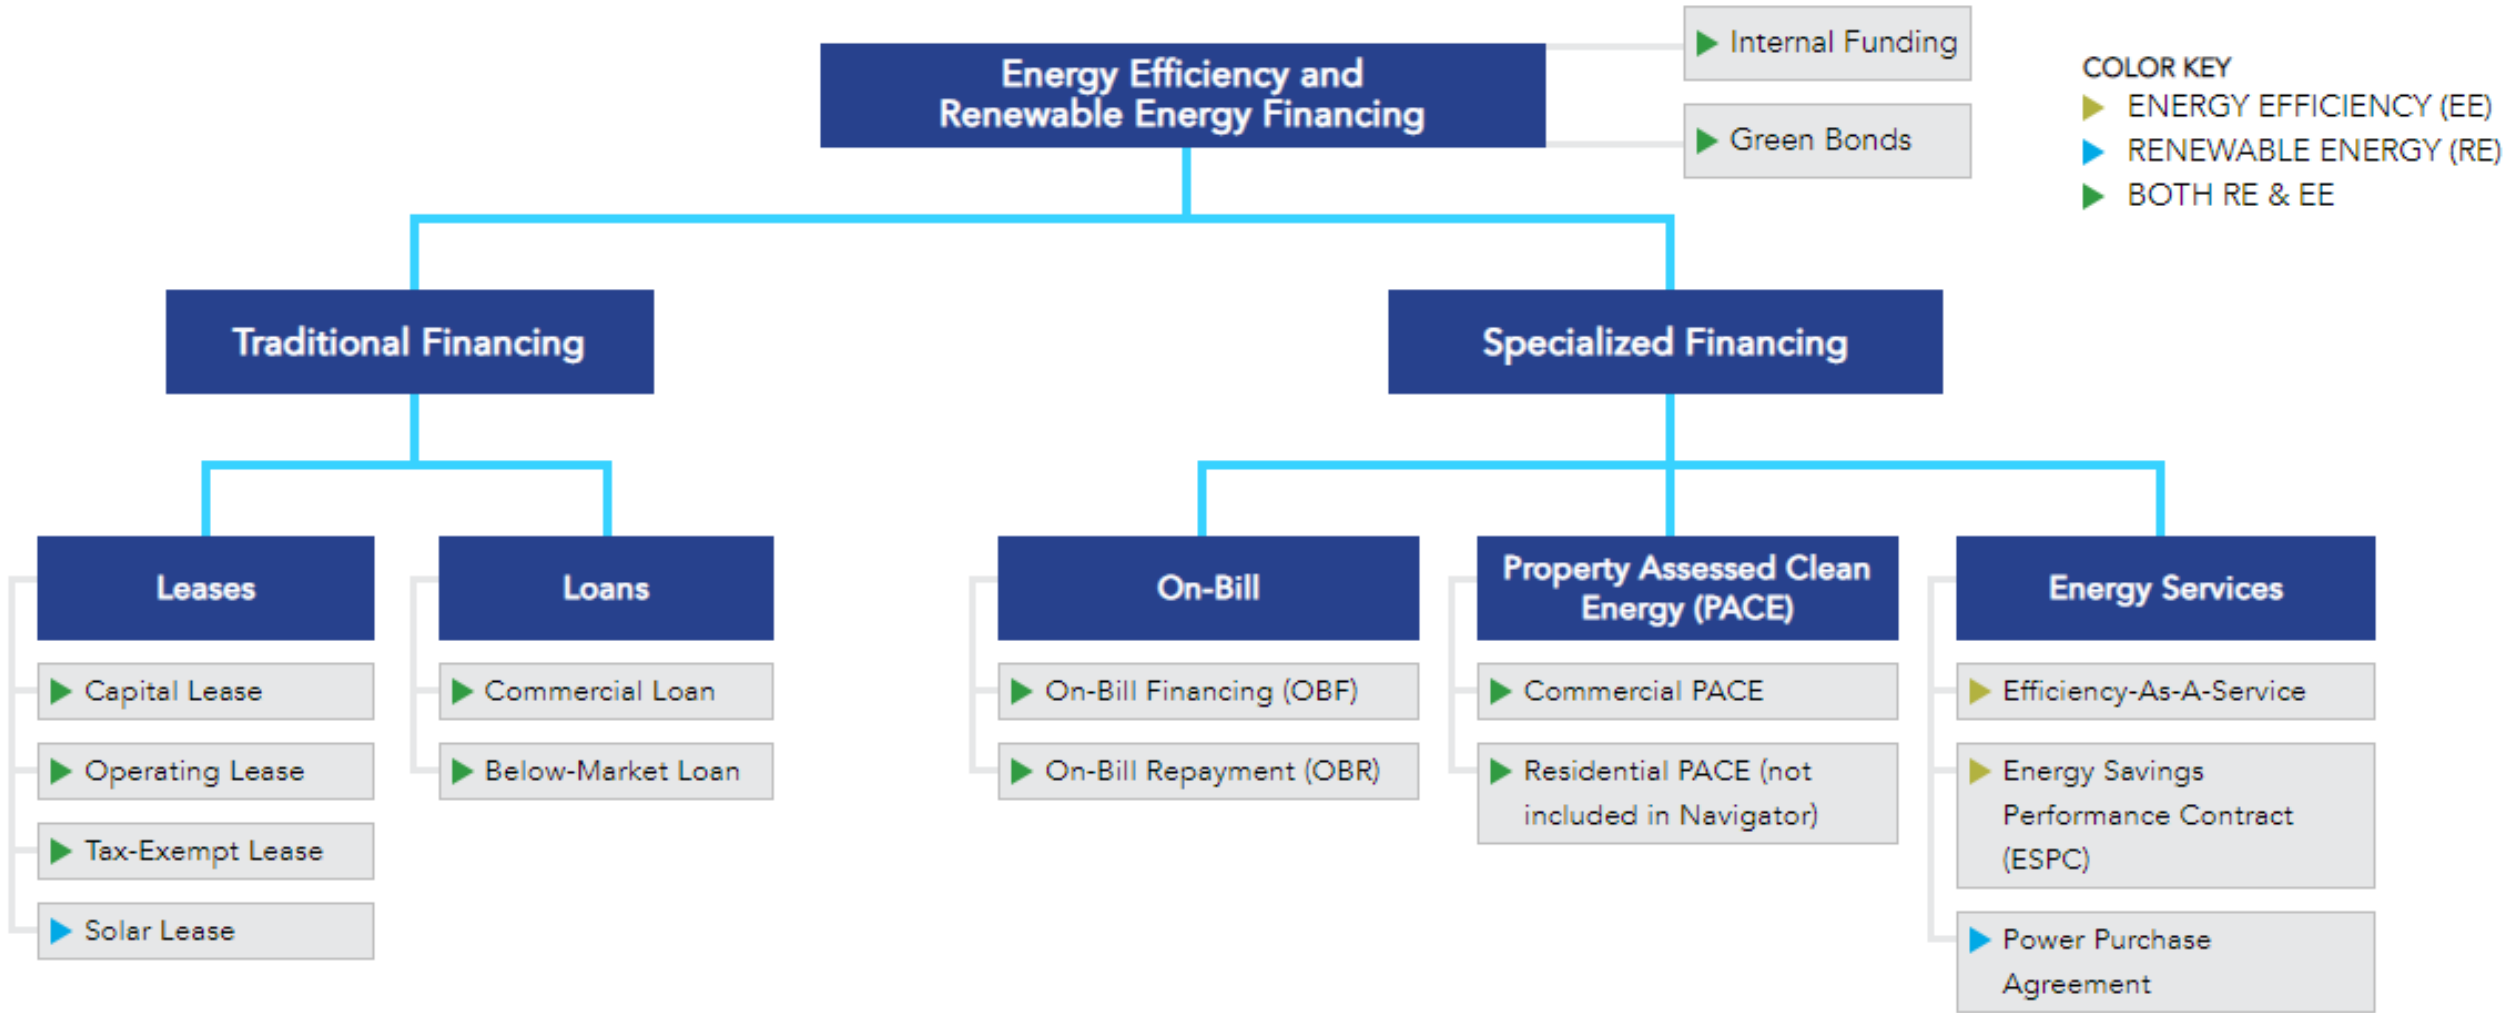 Energy Efficiency and
Renewable Energy Financing
Internal Funding
Green Bonds
COLOR KEY
ENERGY EFFICIENCY (EE)
RENEWABLE ENERGY (RE)
BOTH RE & EE
Traditional Financing
Specialized Financing
Leases
Capital Lease
Operating Lease
Tax-Exempt Lease
Solar Lease
Loans
Commercial Loan
Below-Market Loan
On-Bill
On-Bill Financing (OBF)
On-Bill Repayment (OBR)
Property Assessed Clean
Energy (PACE)
Commercial PACE
Residential PACE (not
included in Navigator)
Energy Services
Efficiency-As-A-Service
Energy Savings
Performance Contract
(ESPC)
Power Purchase
Agreement